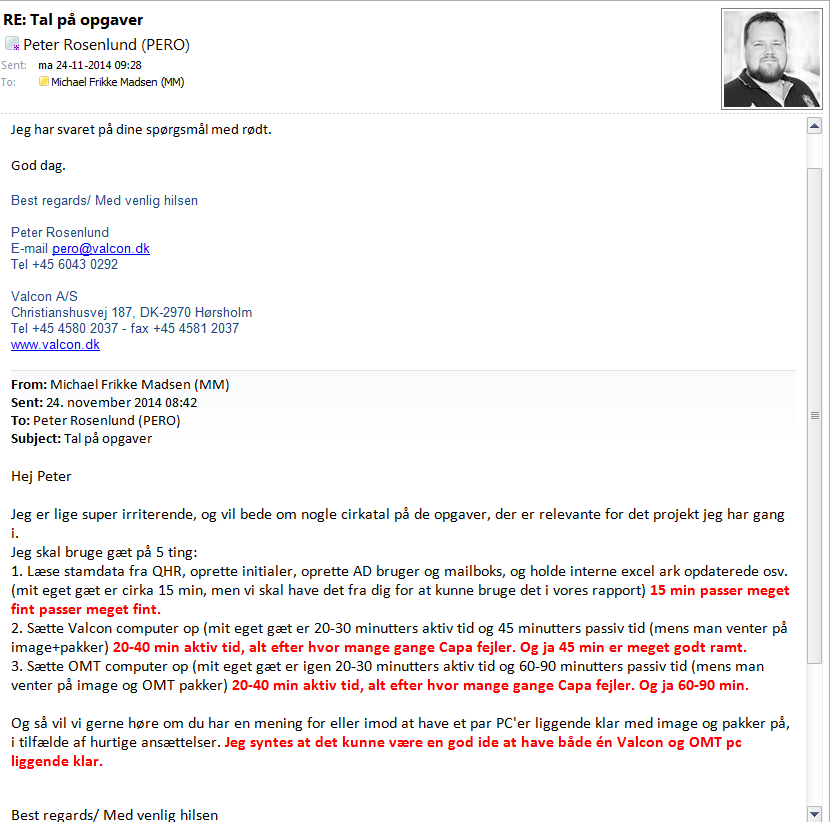 RE: Tal på opgaver
Peter Rosenlund (PERO)
Sent: ma 24-11-2014 09:28
To: Michael Frikke Madsen (MM)
Jeg har svaret på dine spørgsmål med rødt.
God dag.
Best regards/ Med venlig hilsen
Peter Rosenlund
E-mail pero@valcon.dk
Tel +45 6043 0292
Valcon A/S
Christianshusvej 187, DK-2970 Hørsholm
Tel +45 4580 2037 - fax +45 4581 2037
www.valcon.dk
From: Michael Frikke Madsen (MM)
Sent: 24. november 2014 08:42
To: Peter Rosenlund (PERO)
Subject: Tal på opgaver
Hej Peter
Jeg er lige super irriterende, og vil bede om nogle cirkatal på de opgaver, der er relevante for det projekt jeg har gang
i.
Jeg skal bruge gæt på 5 ting:
1. Læse stamdata fra QHR, oprette initialer, oprette AD bruger og mailboks, og holde interne excel ark opdaterede osv.
(mit eget gæt er cirka 15 min, men vi skal have det fra dig for at kunne bruge det i vores rapport) 15 min passer meget
fint passer meget fint.
2. Sætte Valcon computer op (mit eget gæt er 20-30 minutters aktiv tid og 45 minutters passiv tid (mens man venter på
image+pakker) 20-40 min aktiv tid, alt efter hvor mange gange Capa fejler. Og ja 45 min er meget godt ramt.
3. Sætte OMT computer op (mit eget gæt er igen 20-30 minutters aktiv tid og 60-90 minutters passiv tid (mens man
venter på image og OMT pakker) 20-40 min aktiv tid, alt efter hvor mange gange Capa fejler. Og ja 60-90 min.
Og så vil vi gerne høre om du har en mening for eller imod at have et par PC'er liggende klar med image og pakker på,
i tilfælde af hurtige ansættelser. Jeg syntes at det kunne være en god ide at have både én Valcon og OMT pc
liggende klar.
Best regards/ Med venlig hilsen